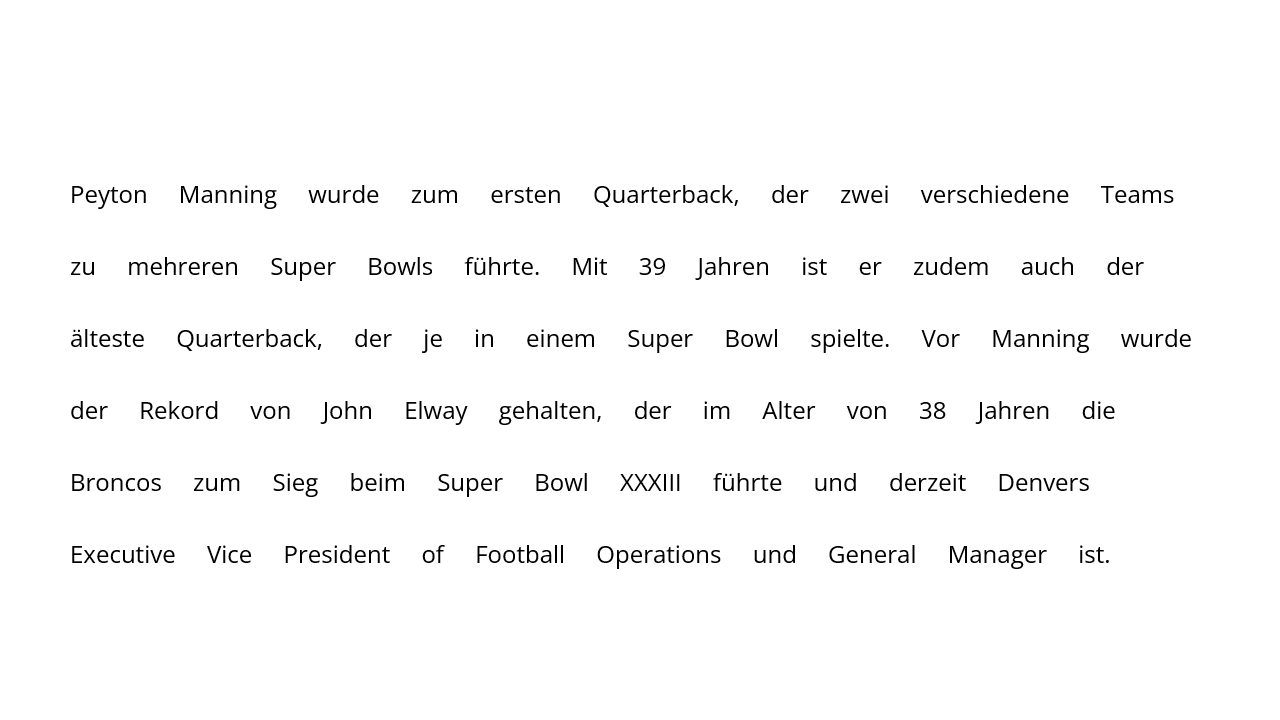 Peyton Manning wurde zum ersten Quarterback, der zwei verschiedene Teams
zu mehreren Super Bowls führte. Mit 39 Jahren ist er zudem auch der
älteste Quarterback, der je in einem Super Bowl spielte. Vor Manning wurde
der Rekord von John Elway gehalten, der im Alter von 38 Jahren die
Broncos zum Sieg beim Super Bowl XXXIII führte und derzeit Denvers
Executive Vice President of Football Operations und General Manager ist.